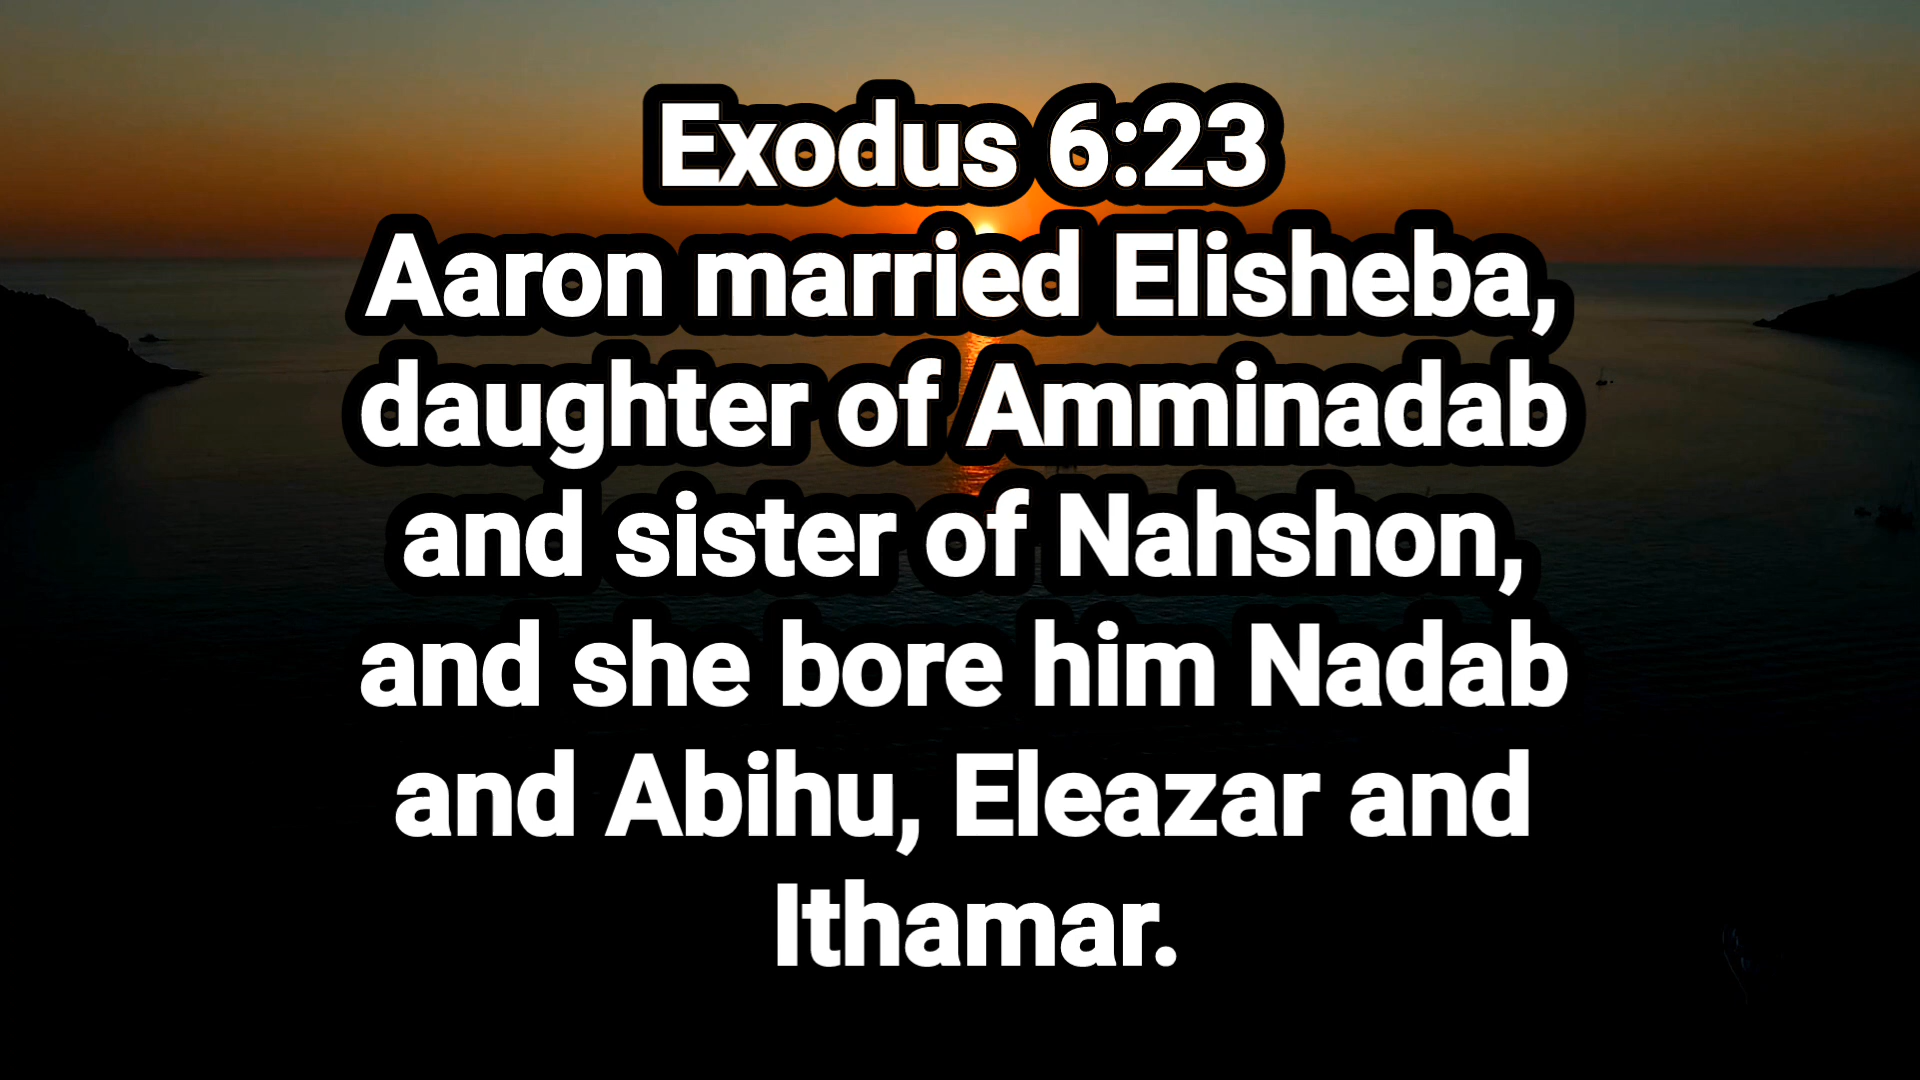 Exodus 6:23
Aaron married Elisheba,
daughter of Amminadab
and sister of Nahshon,
and she bore him Nadab
and Abihu, Eleazar and
Ithamar.